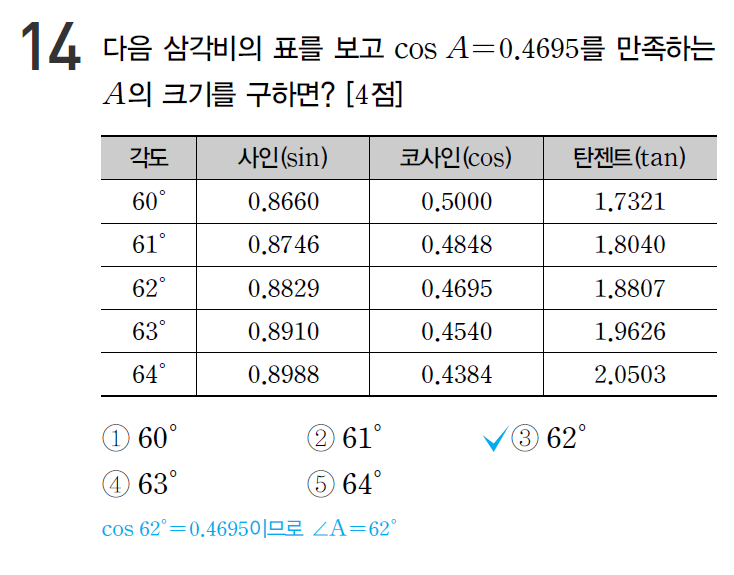 14 다음 삼각비의 표를 보고 cos A=0.4695를 만족하는
A의 크기를 구하면? [4점]
각도 사인(sin) 코사인(cos) 탄젠트(tan)
60° 0.8660 0.5000 1.7321
61° 0.8746 0.4848 1.8040
62° 0.8829 0.4695 1.8807
63° 0.8910 0.4540 1.9626
64° 0.8988 0.4384 2.0503
① 60° ② 61° ✓③ 62°
④ 63° ⑤ 64°
cos 62°=0.4695이므로 ∠A=62°